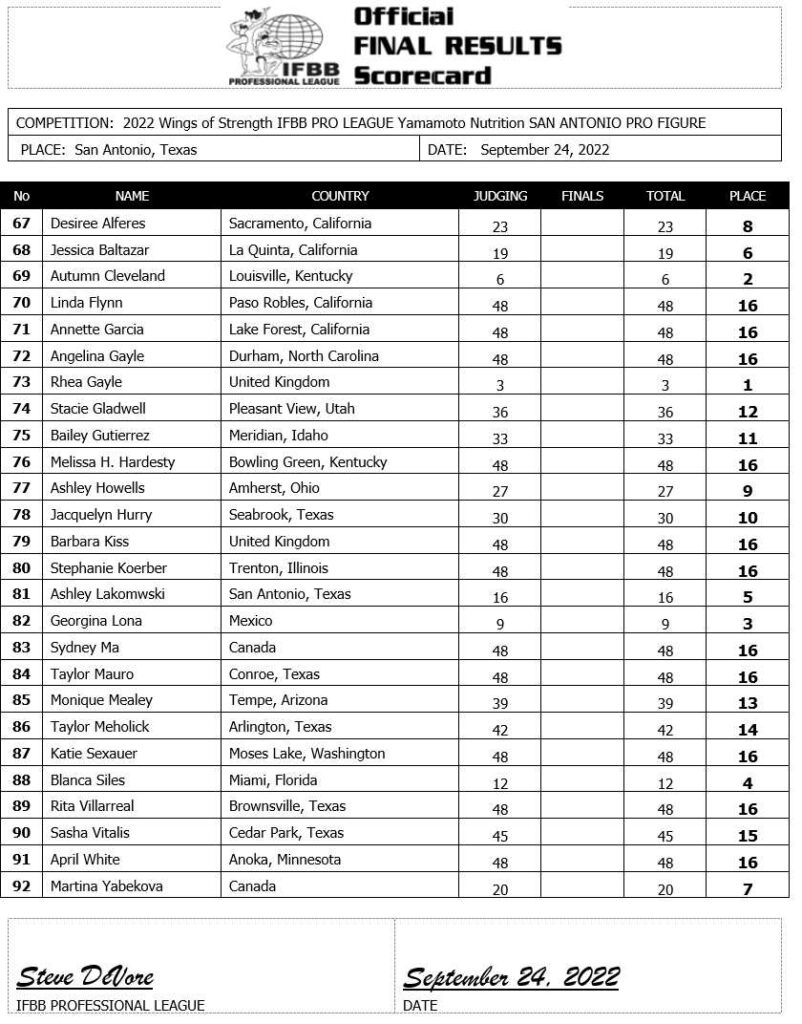 Official
FINAL RESULTS
IFBB
PROFESSIONAL LEAGUE
Scorecard
COMPETITION: 2022 Wings of Strength IFBB PRO LEAGUE Yamamoto Nutrition SAN ANTONIO PRO FIGURE
PLACE: San Antonio, Texas DATE: September 24, 2022
No NAME COUNTRY JUDGING FINALS TOTAL PLACE
67 Desiree Alferes Sacramento, California 23 23 8
68 Jessica Baltazar La Quinta, California 19 19 6
69 Autumn Cleveland Louisville, Kentucky 6 6 2
70 Linda Flynn Paso Robles, California 48 48 16
71 Annette Garcia Lake Forest, California 48 48 16
72 Angelina Gayle Durham, North Carolina 48 48 16
73 Rhea Gayle United Kingdom 3 3 1
74 Stacie Gladwell Pleasant View, Utah 36 36 12
75 Bailey Gutierrez Meridian, Idaho 33 33 11
76 Melissa H. Hardesty Bowling Green, Kentucky 48 48 16
77 Ashley Howells Amherst, Ohio 27 27 9
78 Jacquelyn Hurry Seabrook, Texas 30 30 10
79 Barbara Kiss United Kingdom 48 48 16
80 Stephanie Koerber Trenton, Illinois 48 48 16
81 Ashley Lakomwski San Antonio, Texas 16 16 5
82 Georgina Lona Mexico 9 9 3
83 Sydney Ma Canada 48 48 16
84 Taylor Mauro Conroe, Texas 48 48 16
85 Monique Mealey Tempe, Arizona 39 39 13
86 Taylor Meholick Arlington, Texas 42 42 14
87 Katie Sexauer Moses Lake, Washington 48 48 16
88 Blanca Siles Miami, Florida 12 12 4
89 Rita Villarreal Brownsville, Texas 48 48 16
90 Sasha Vitalis Cedar Park, Texas 45 45 15
91 April White Anoka, Minnesota 48 48 16
92 Martina Yabekova Canada 20 20 7
Steve DeVore September 24, 2022
IFBB PROFESSIONAL LEAGUE DATE